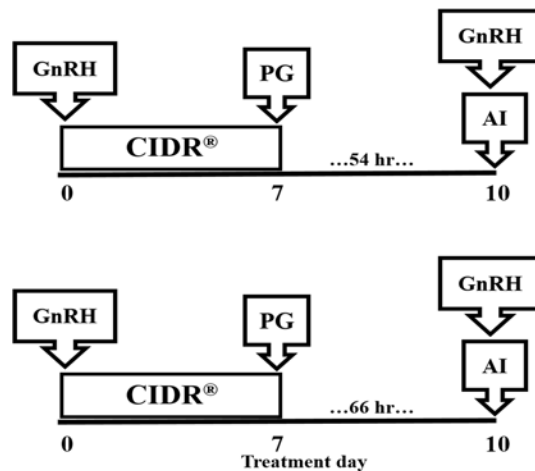 GnRH
GnRH PG
AI
CIDR®
...54 hr...
0 7 10
GnRH
GnRH PG
AI
CIDR®
...66 hr...
0 7 10
Treatment day